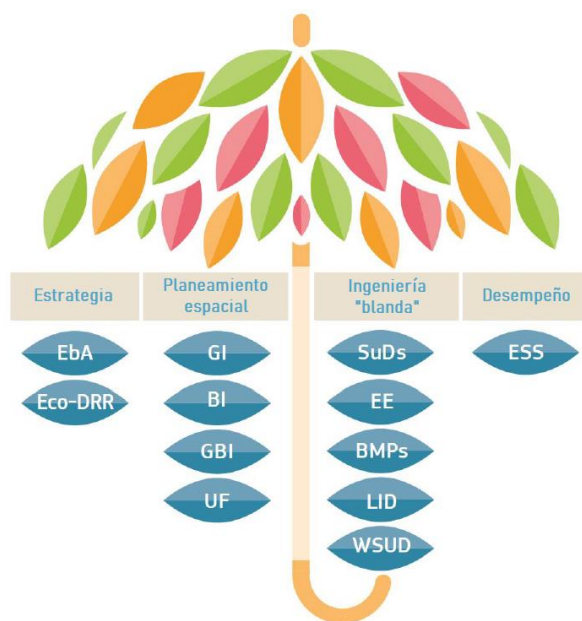 Estrategia
Planeamiento
espacial
Ingeniería
"blanda"
Desempeño
EbA
Eco-DRR
GI
BI
GBI
UF
SuDs
EE
BMPs
LID
WSUD
ESS